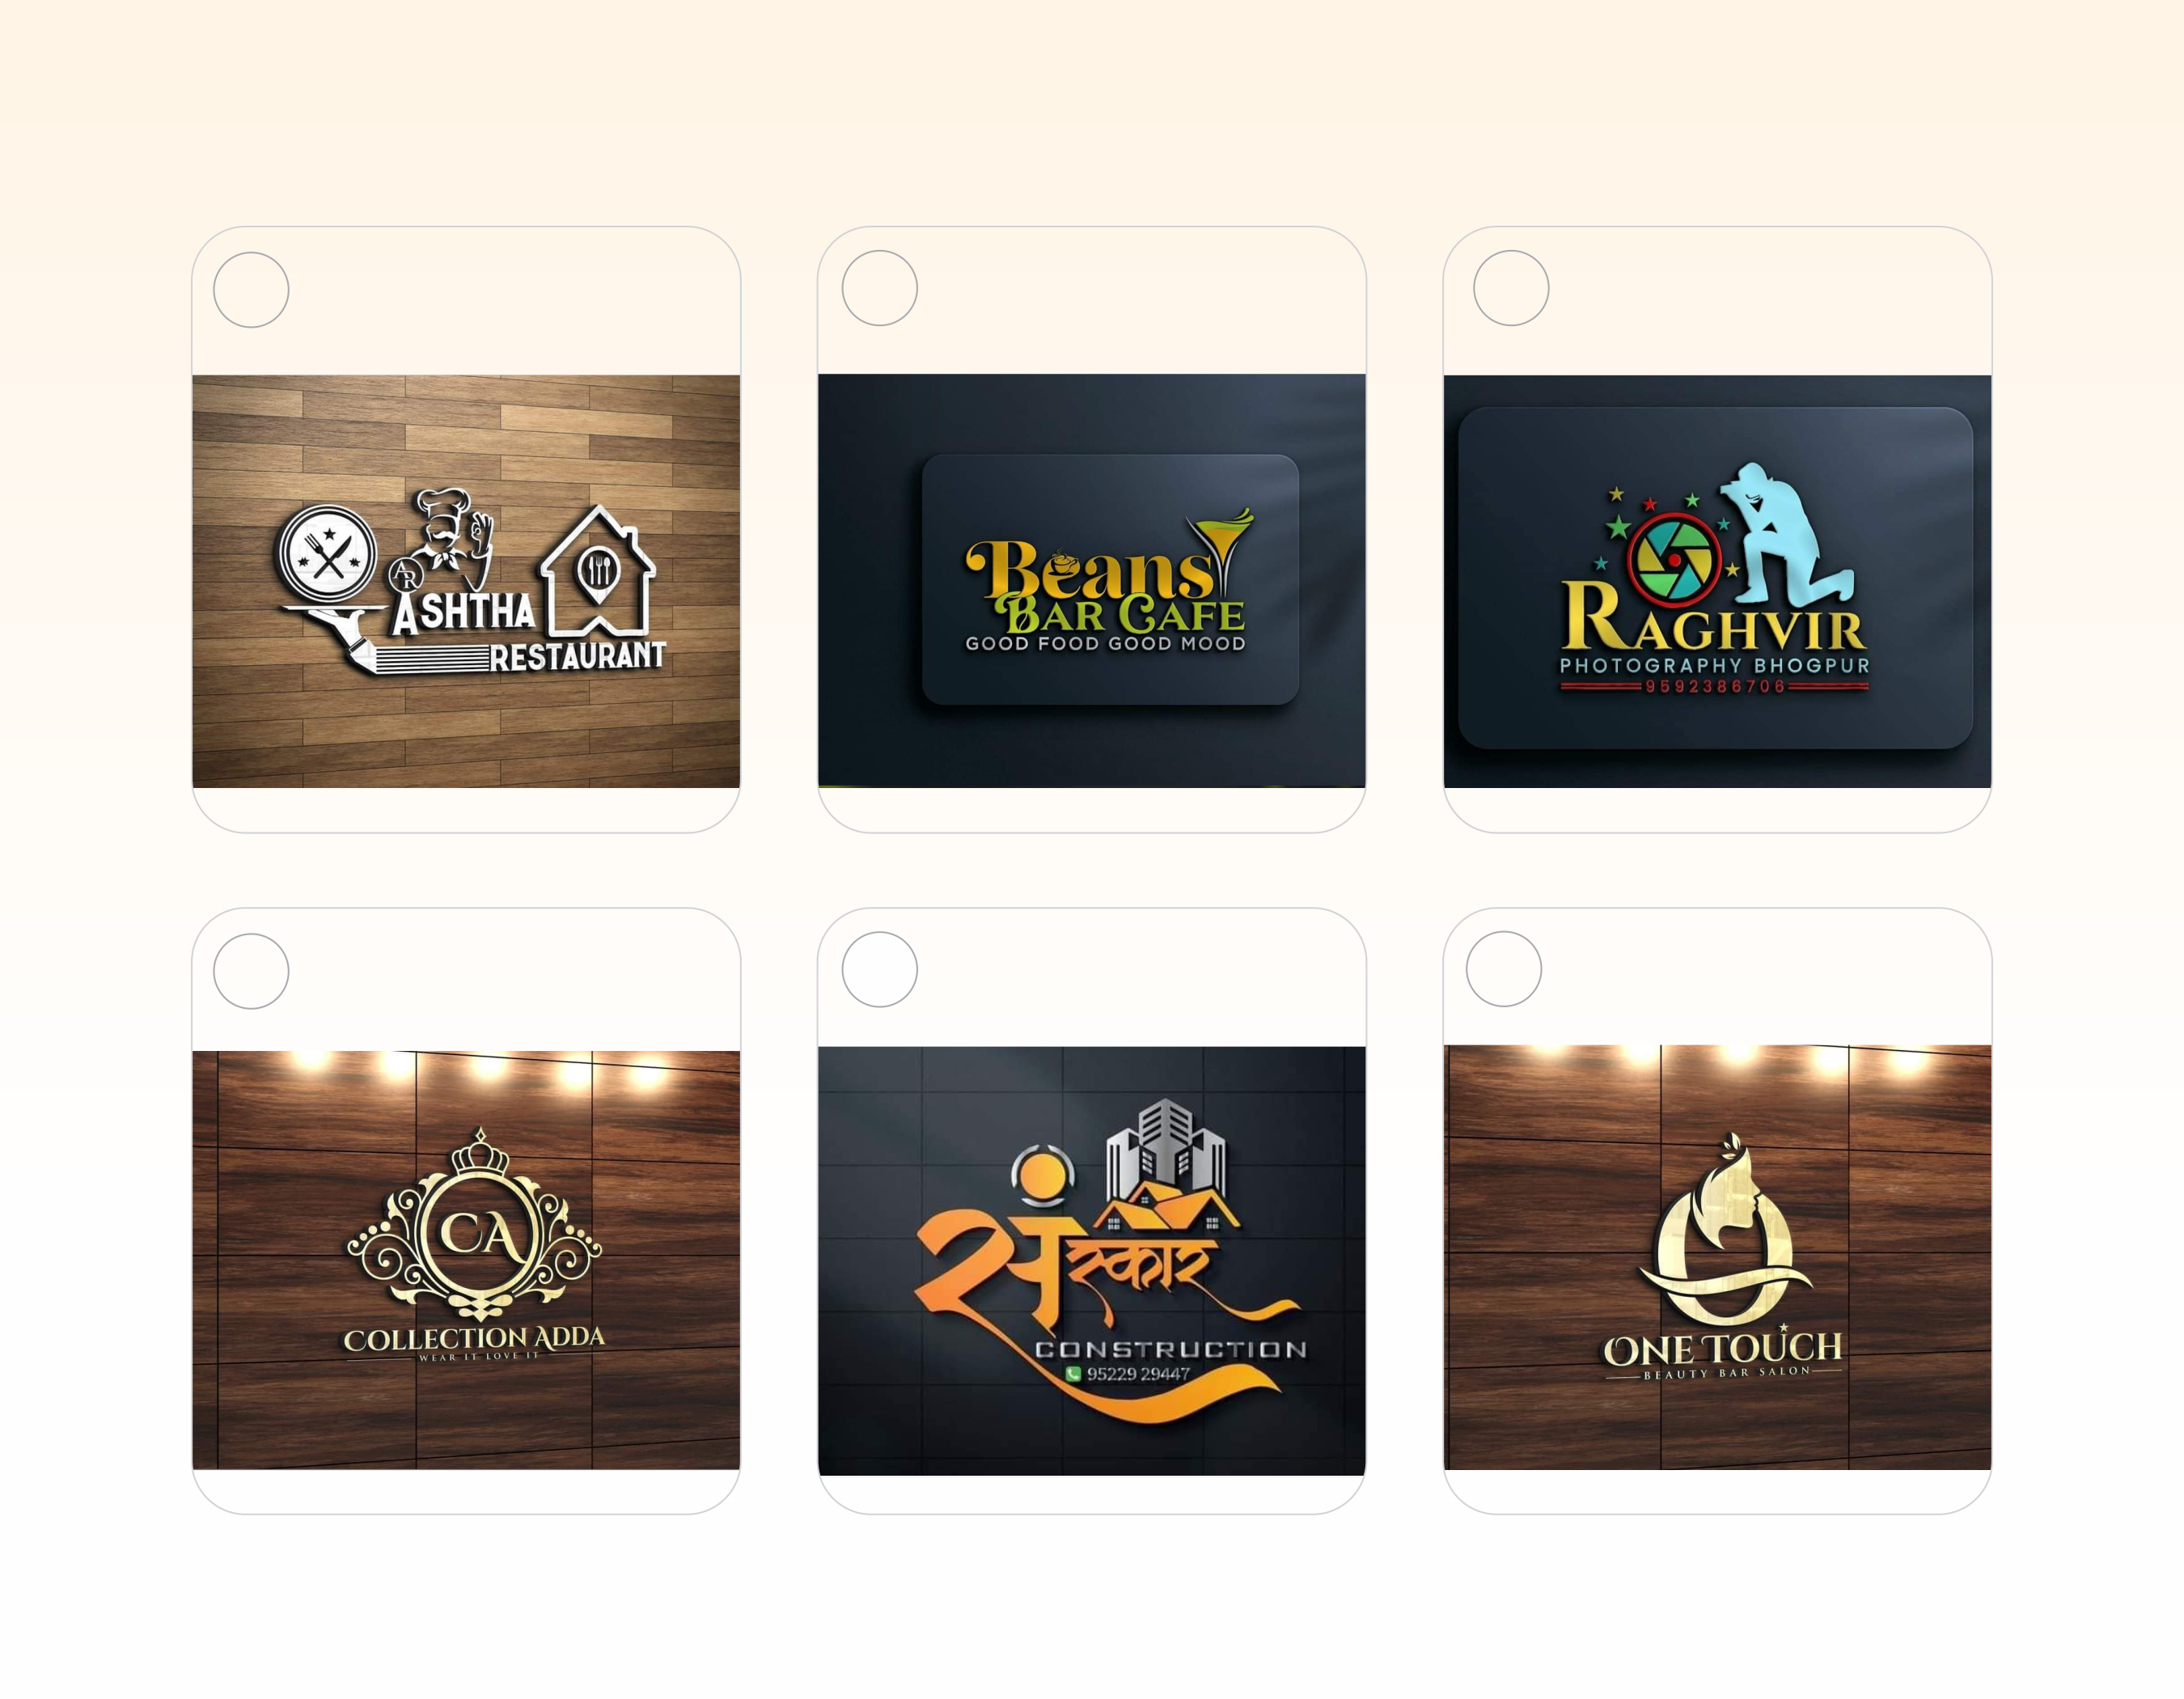 AR
ASHTHA
RESTAURANT
Beans
BAR CAFE
GOOD FOOD GOOD MOOD
RAGHVIR
PHOTOGRAPHY BHOGPUR
9592386706
CA
COLLECTION ADDA
WEAR IT LOVE IT
संस्कार
CONSTRUCTION
95229 29447
ONE TOUCH
BEAUTY BAR SALON